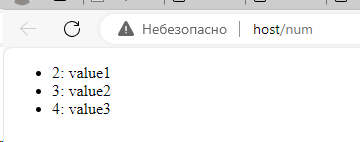 Небезопасно host/num
2: value1
3: value2
4: value3